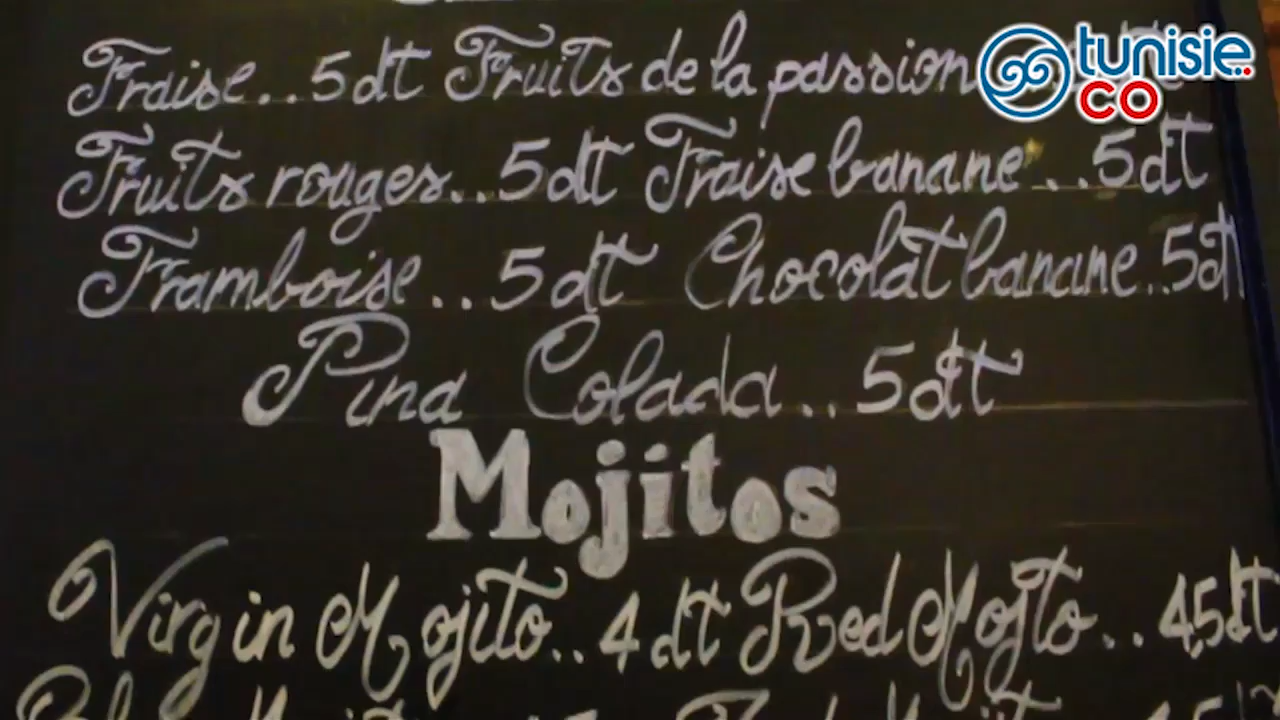 Fraise..5dt Fruits de la passion
tunisie..
co
Fruits rouges..5dt Fraise banane...5dt
Framboise..5dt Chocolat banane..5dt
Pina Colada..5dt
Mojitos
Virgin Mojito..4dt Red Mojito..4,5dt